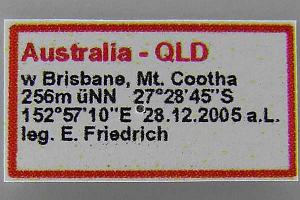 Australia - QLD
w Brisbane, Mt. Cootha
256m üNN 27°28'45"S
152°57'10"E °28.12.2005 a.L.
leg. E. Friedrich